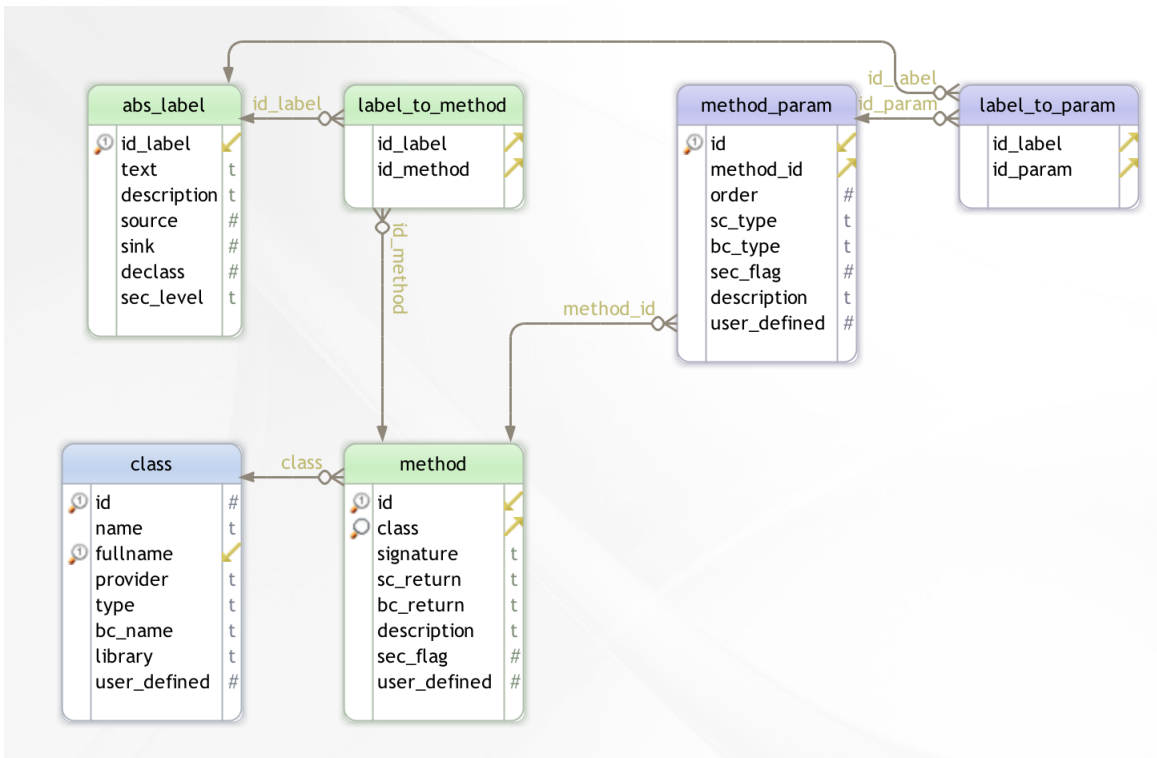 id_abel
abs_label
id_label
label_to_method
method_param
id_param
label_to_param
id_label
text t
description t
source #
sink #
declass #
sec_level t
id_label
id_method
id
method_id
order #
sc_type t
bc_type t
sec_flag #
description t
user_defined #
id_label
id_param
id_method
method_id
class
class
method
id #
name t
fullname
provider t
type t
bc_name t
library t
user_defined #
id
class
signature t
sc_return t
bc_return t
description t
sec_flag #
user_defined #